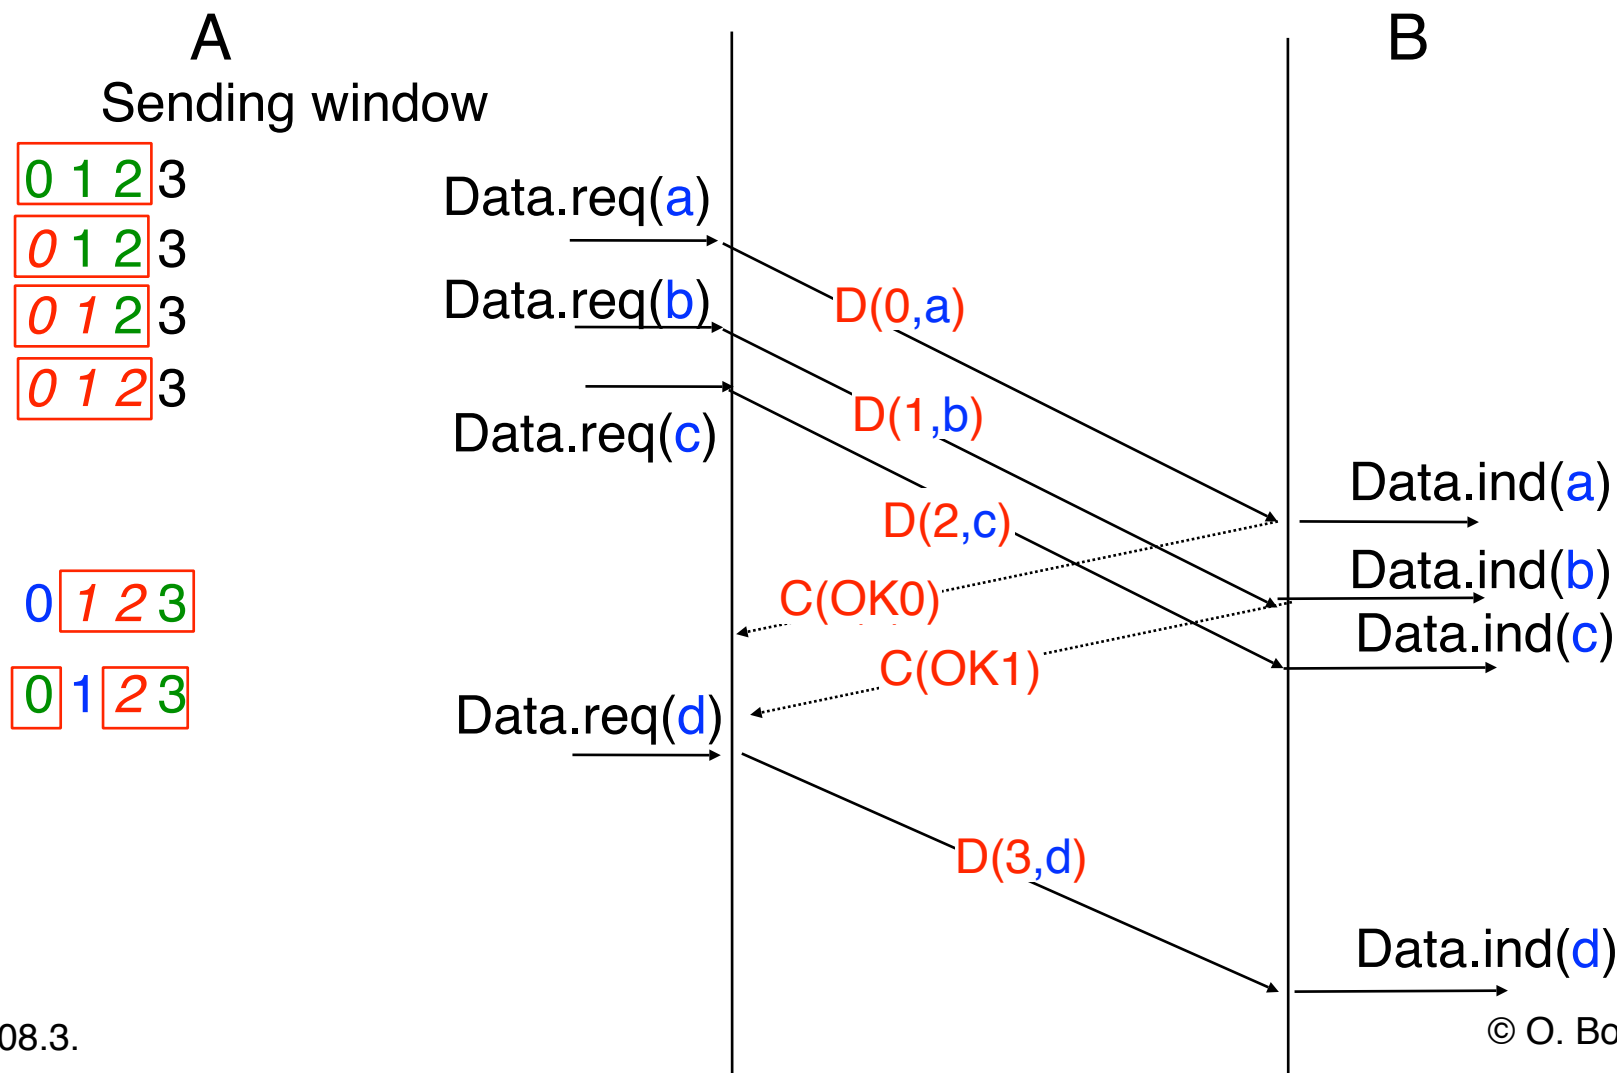 A
B
Sending window
0 1 2 3
Data.req(a)
0 1 2 3
Data.req(b)
D(0,a)
0 1 2 3
0 1 2 3
D(1,b)
Data.req(c)
Data.ind(a)
D(2,c)
Data.ind(b)
0 1 2 3
C(OK0)
Data.ind(c)
C(OK1)
0 1 2 3
Data.req(d)
D(3,d)
Data.ind(d)
08.3.
© O. Bo